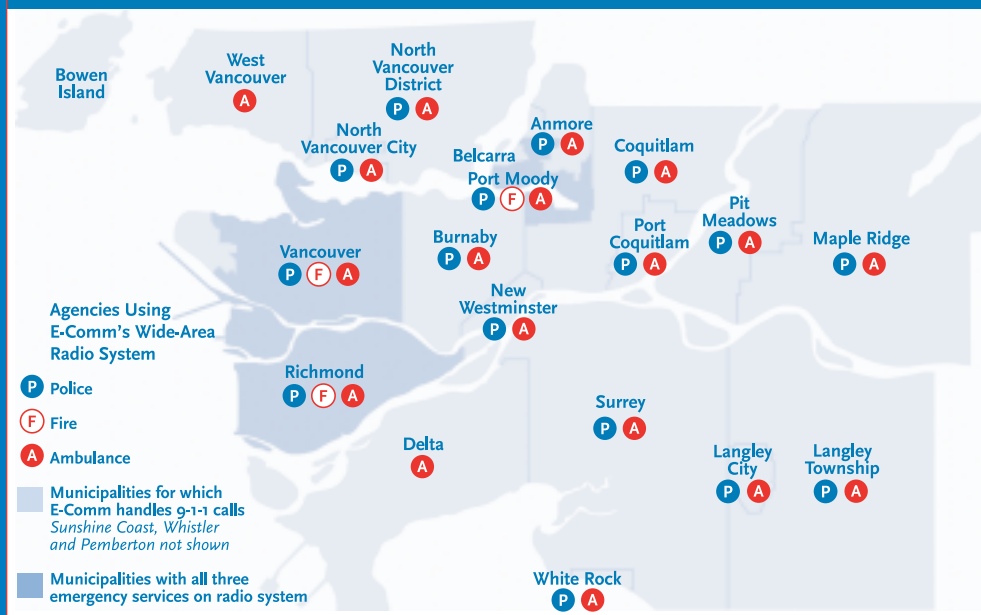 Bowen
Island
West
Vancouver
A
North
Vancouver
District
P A
North
Vancouver City
P A
Belcarra
Anmore
P A
Port Moody
P F A
Coquitlam
P A
Pit
Meadows
P A
Port
Coquitlam
P A
Maple Ridge
P A
Vancouver
P F A
Burnaby
P A
New
Westminster
P A
Richmond
P F A
Delta
A
Surrey
P A
Langley
City
P A
Langley
Township
P A
White Rock
P A
Agencies Using
E-Comm's Wide-Area
Radio System
P Police
F Fire
A Ambulance
Municipalities for which
E-Comm handles 9-1-1 calls
Sunshine Coast, Whistler
and Pemberton not shown
Municipalities with all three
emergency services on radio system